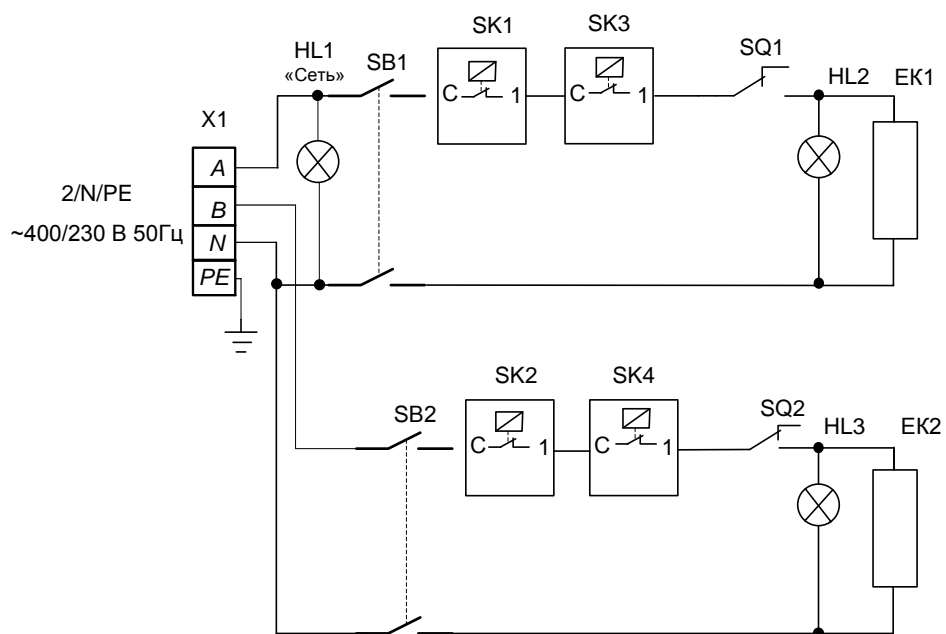 SK1 SK3
HL1 SB1 SQ1
«Сеть» HL2 EK1
C 1 C 1
X1
A
2/N/PE B
~400/230 В 50Гц N
PE
SK2 SK4
SB2 SQ2
HL3 EK2
C 1 C 1